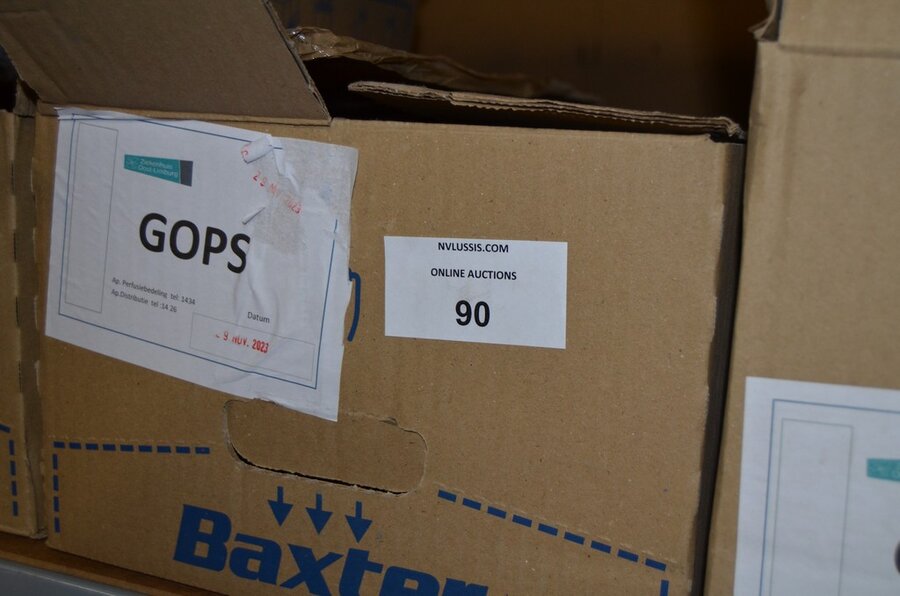 Ziekenhuis
Oost-Limburg
GOPS
Ap. Perfusiebedeling tel: 1434
Ap.Distributie tel :14 26
Datum
- 9 NOV. 2023
NVLUSSIS.COM
ONLINE AUCTIONS
90
Baxter